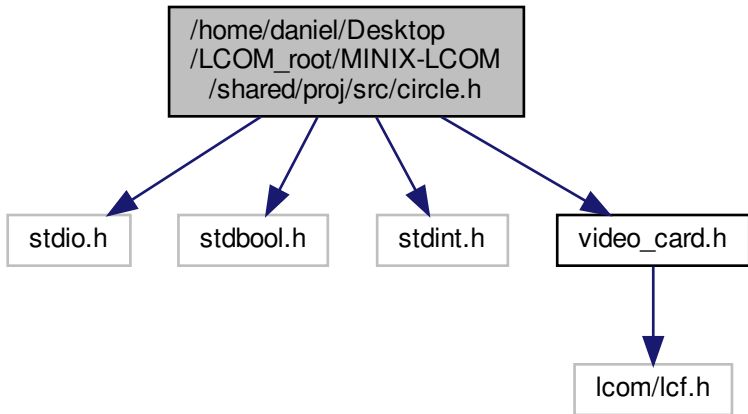 /home/daniel/Desktop
/LCOM_root/MINIX-LCOM
/shared/proj/src/circle.h
stdio.h
stdbool.h
stdint.h
video_card.h
lcom/lcf.h